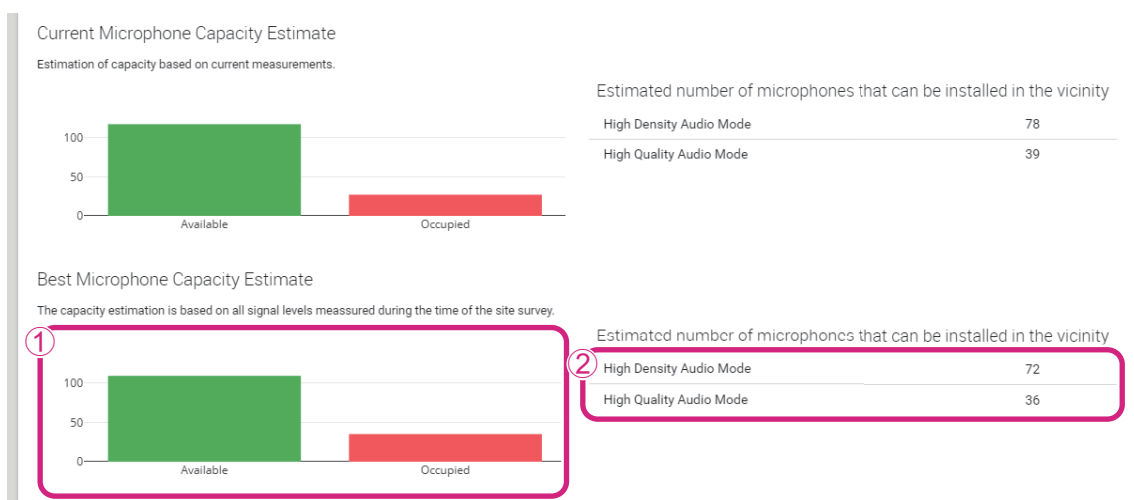 Current Microphone Capacity Estimate
Estimation of capacity based on current measurements.
Estimated number of microphones that can be installed in the vicinity
High Density Audio Mode 78
High Quality Audio Mode 39
100
50
0
Available Occupied
Best Microphone Capacity Estimate
The capacity estimation is based on all signal levels meassured during the time of the site survey.
①
Estimated number of microphones that can be installed in the vicinity
②
High Density Audio Mode 72
High Quality Audio Mode 36
100
50
0
Available Occupied